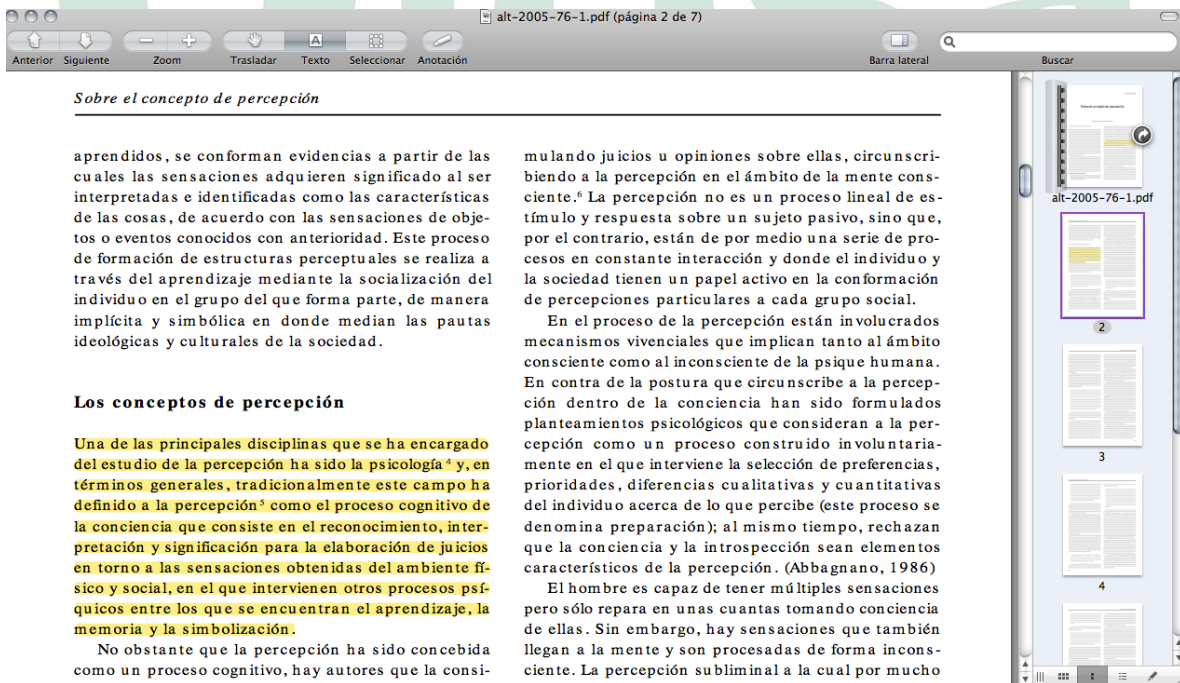 alt-2005-76-1.pdf (página 2 de 7)
Anterior Siguiente Zoom Trasladar Texto Seleccionar Anotación Barra lateral Buscar
Sobre el concepto de percepción
aprendidos, se conforman evidencias a partir de las
cuales las sensaciones adquieren significado al ser
interpretadas e identificadas como las características
de las cosas, de acuerdo con las sensaciones de obje-
tos o eventos conocidos con anterioridad. Este proceso
de formación de estructuras perceptuales se realiza a
través del aprendizaje mediante la socialización del
individuo en el grupo del que forma parte, de manera
implícita y simbólica en donde median las pautas
ideológicas y culturales de la sociedad.
Los conceptos de percepción
Una de las principales disciplinas que se ha encargado
del estudio de la percepción ha sido la psicología⁴ y, en
términos generales, tradicionalmente este campo ha
definido a la percepción⁵ como el proceso cognitivo de
la conciencia que consiste en el reconocimiento, inter-
pretación y significación para la elaboración de juicios
en torno a las sensaciones obtenidas del ambiente fí-
sico y social, en el que intervienen otros procesos psí-
quicos entre los que se encuentran el aprendizaje, la
memoria y la simbolización.
No obstante que la percepción ha sido concebida
como un proceso cognitivo, hay autores que la consi-
mulando juicios u opiniones sobre ellas, circunscri-
biendo a la percepción en el ámbito de la mente cons-
ciente.⁶ La percepción no es un proceso lineal de es-
tímulo y respuesta sobre un sujeto pasivo, sino que,
por el contrario, están de por medio una serie de pro-
cesos en constante interacción y donde el individuo y
la sociedad tienen un papel activo en la conformación
de percepciones particulares a cada grupo social.
En el proceso de la percepción están involucrados
mecanismos vivenciales que implican tanto al ámbito
consciente como al inconsciente de la psique humana.
En contra de la postura que circunscribe a la percep-
ción dentro de la conciencia han sido formulados
planteamientos psicológicos que consideran a la per-
cepción como un proceso construido involuntaria-
mente en el que interviene la selección de preferencias,
prioridades, diferencias cualitativas y cuantitativas
del individuo acerca de lo que percibe (este proceso se
denomina preparación); al mismo tiempo, rechazan
que la conciencia y la introspección sean elementos
característicos de la percepción. (Abbagnano, 1986)
El hombre es capaz de tener múltiples sensaciones
pero sólo repara en unas cuantas tomando conciencia
de ellas. Sin embargo, hay sensaciones que también
llegan a la mente y son procesadas de forma incons-
ciente. La percepción subliminal a la cual por mucho
alt-2005-76-1.pdf
2
3
4